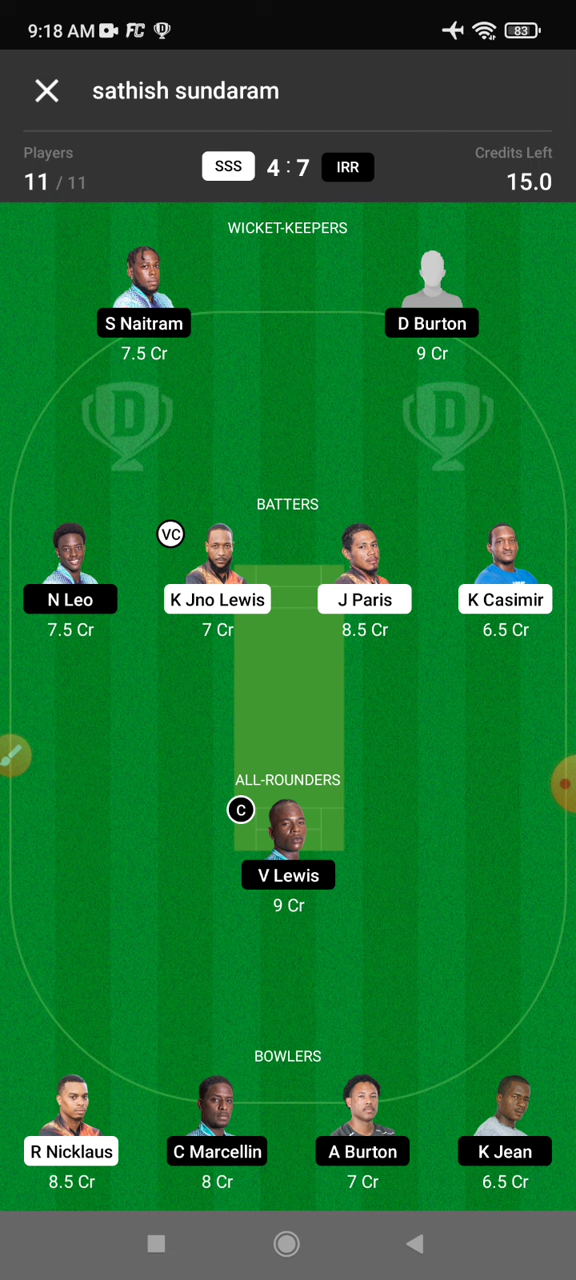 9:18 AM FC 83
sathish sundaram
Players
Credits Left
11 / 11
SSS 4 : 7 IRR
15.0
WICKET-KEEPERS
S Naitram
D Burton
7.5 Cr
9 Cr
D D
BATTERS
VC
N Leo
K Jno Lewis
J Paris
K Casimir
7.5 Cr
7 Cr
8.5 Cr
6.5 Cr
ALL-ROUNDERS
C
V Lewis
9 Cr
BOWLERS
R Nicklaus
C Marcellin
A Burton
K Jean
8.5 Cr
8 Cr
7 Cr
6.5 Cr